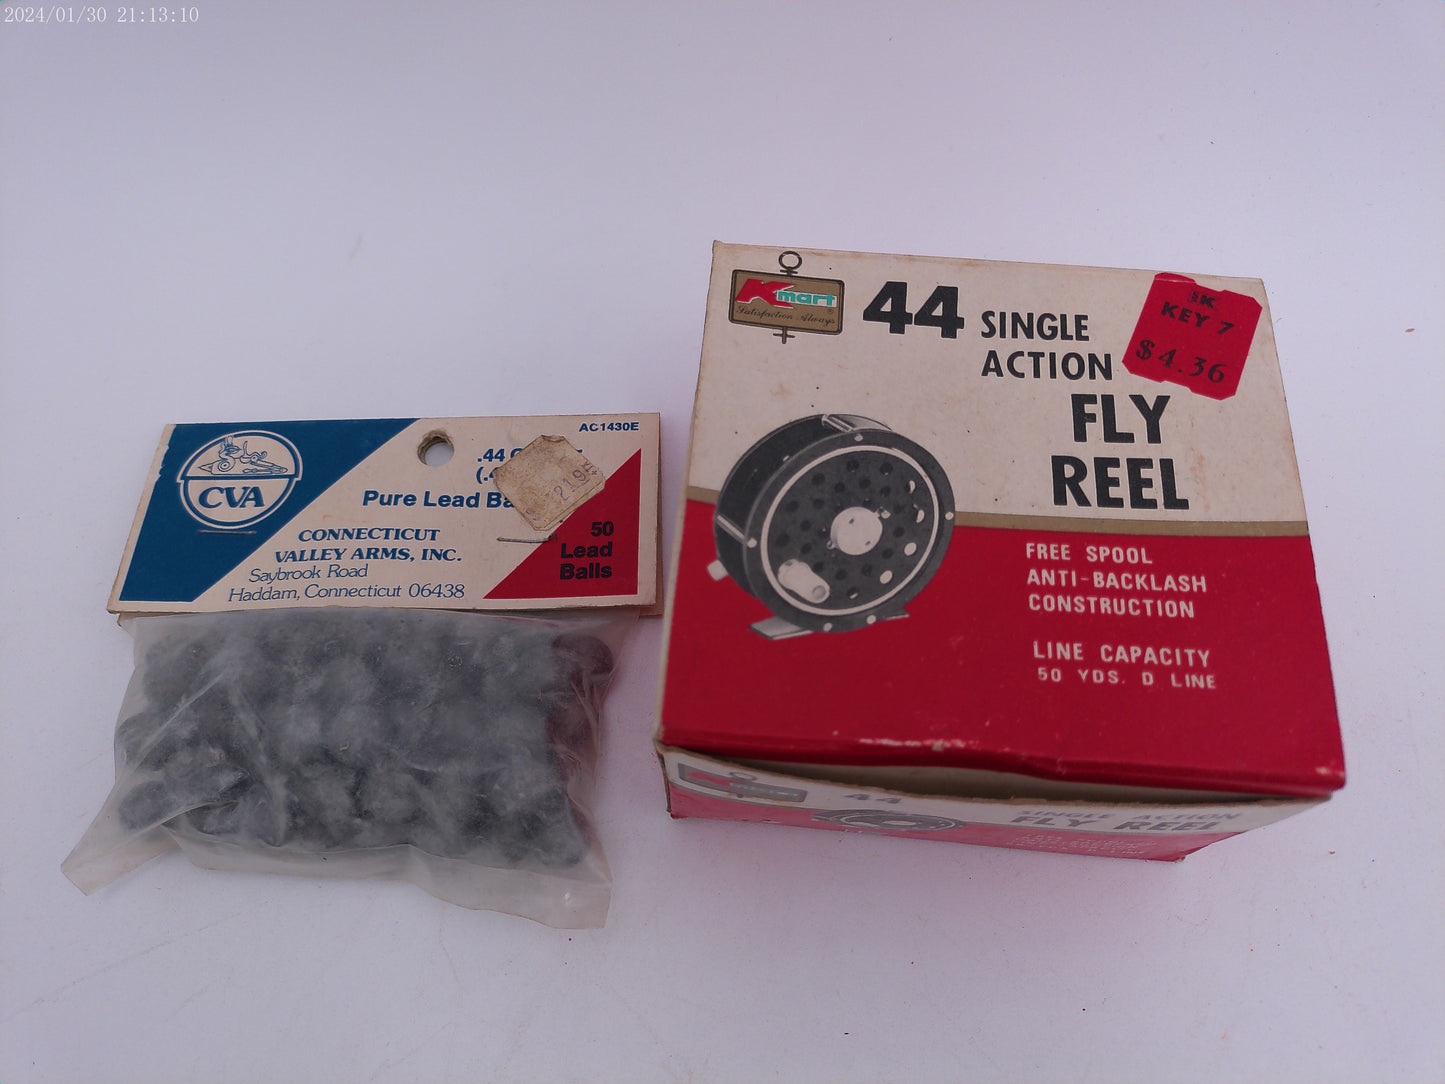 2024/01/30 21:13:10
CVA
AC1430E
.44
Pure Lead
CONNECTICUT
VALLEY ARMS, INC.
Saybrook Road
Haddam, Connecticut 06438
50
Lead
Balls
219
Kmart
Satisfaction Always
44 SINGLE
ACTION
FLY
REEL
K
KEY 7
$4.36
FREE SPOOL
ANTI-BACKLASH
CONSTRUCTION
LINE CAPACITY
50 YDS. D LINE
Kmart
44
SINGLE ACTION
FLY REEL